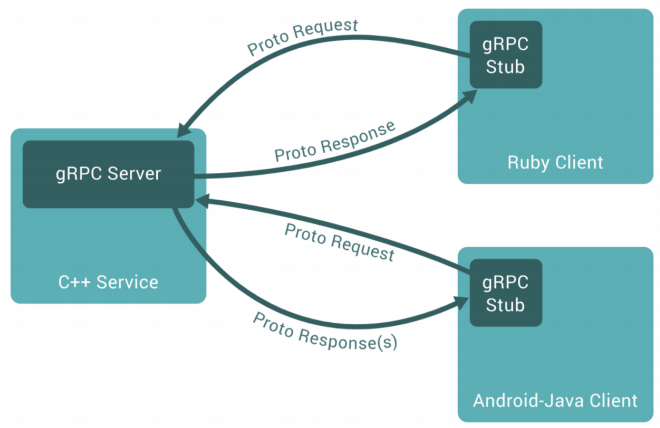 Proto Request
gRPC
Stub
Ruby Client
Proto Response
gRPC Server
C++ Service
Proto Request
gRPC
Stub
Proto Response(s)
Android-Java Client